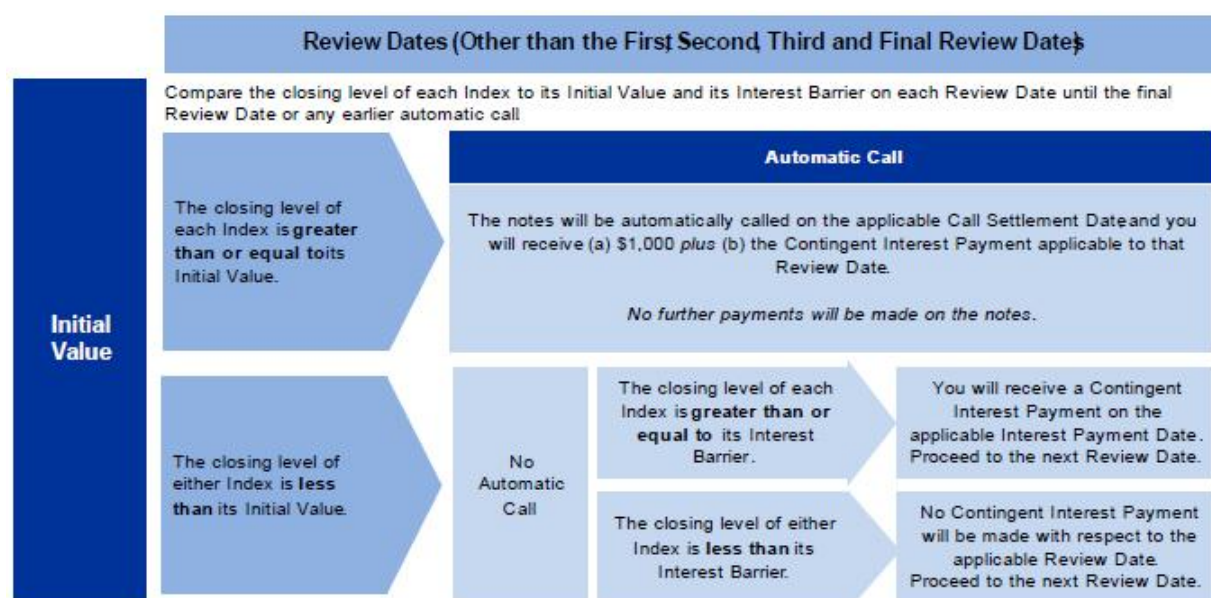 Review Dates (Other than the First, Second, Third and Final Review Dates)
Compare the closing level of each Index to its Initial Value and its Interest Barrier on each Review Date until the final
Review Date or any earlier automatic call
Initial
Value
The closing level of
each Index is greater
than or equal to its
Initial Value.
Automatic Call
The notes will be automatically called on the applicable Call Settlement Date and you
will receive (a) $1,000 plus (b) the Contingent Interest Payment applicable to that
Review Date.
No further payments will be made on the notes.
The closing level of
either Index is less
than its Initial Value.
No
Automatic
Call
The closing level of each
Index is greater than or
equal to its Interest
Barrier.
You will receive a Contingent
Interest Payment on the
applicable Interest Payment Date.
Proceed to the next Review Date.
The closing level of either
Index is less than its
Interest Barrier.
No Contingent Interest Payment
will be made with respect to the
applicable Review Date.
Proceed to the next Review Date.